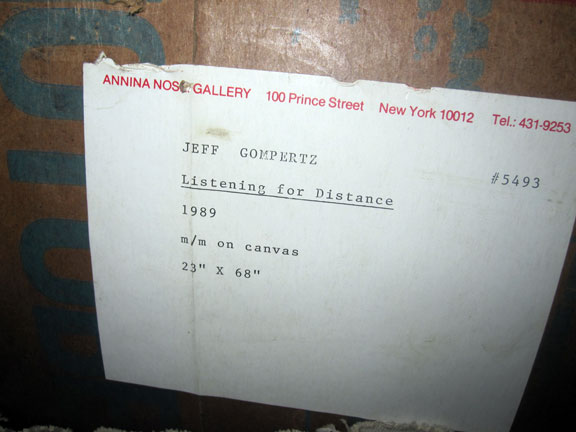 ANNINA NOSEI GALLERY 100 Prince Street New York 10012 Tel.: 431-9253
JEFF GOMPERTZ
#5493
Listening for Distance
1989
m/m on canvas
23" X 68"